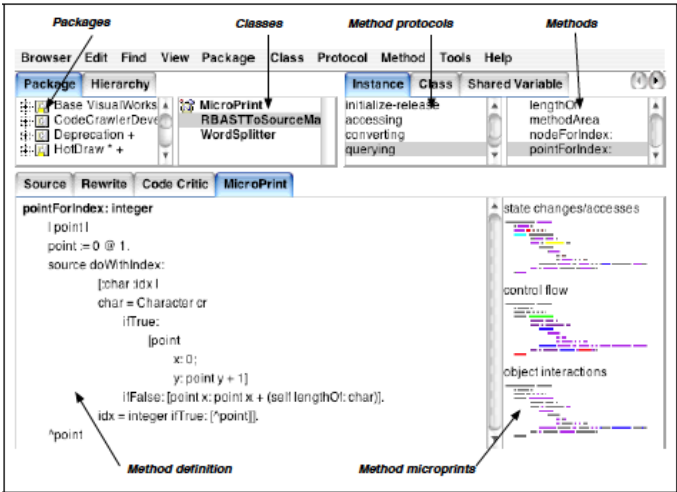 Packages Classes Method protocols Methods
Browser Edit Find View Package Class Protocol Method Tools Help
Package Hierarchy Instance Class Shared Variable
Base VisualWorks MicroPrint initialize-release lengthOf:
CodeCrawlerDeve RBASTToSourceMa accessing methodArea
Deprecation + WordSplitter converting nodeForIndex:
HotDraw * + querying pointForIndex:
Source Rewrite Code Critic MicroPrint
pointForIndex: integer
| point |
point := 0 @ 1.
source doWithIndex:
[:char :idx |
char = Character cr
ifTrue:
[point
x: 0;
y: point y + 1]
ifFalse: [point x: point x + (self lengthOf: char)].
idx = integer ifTrue: [^point]].
^point
state changes/accesses
control flow
object interactions
Method definition Method microprints